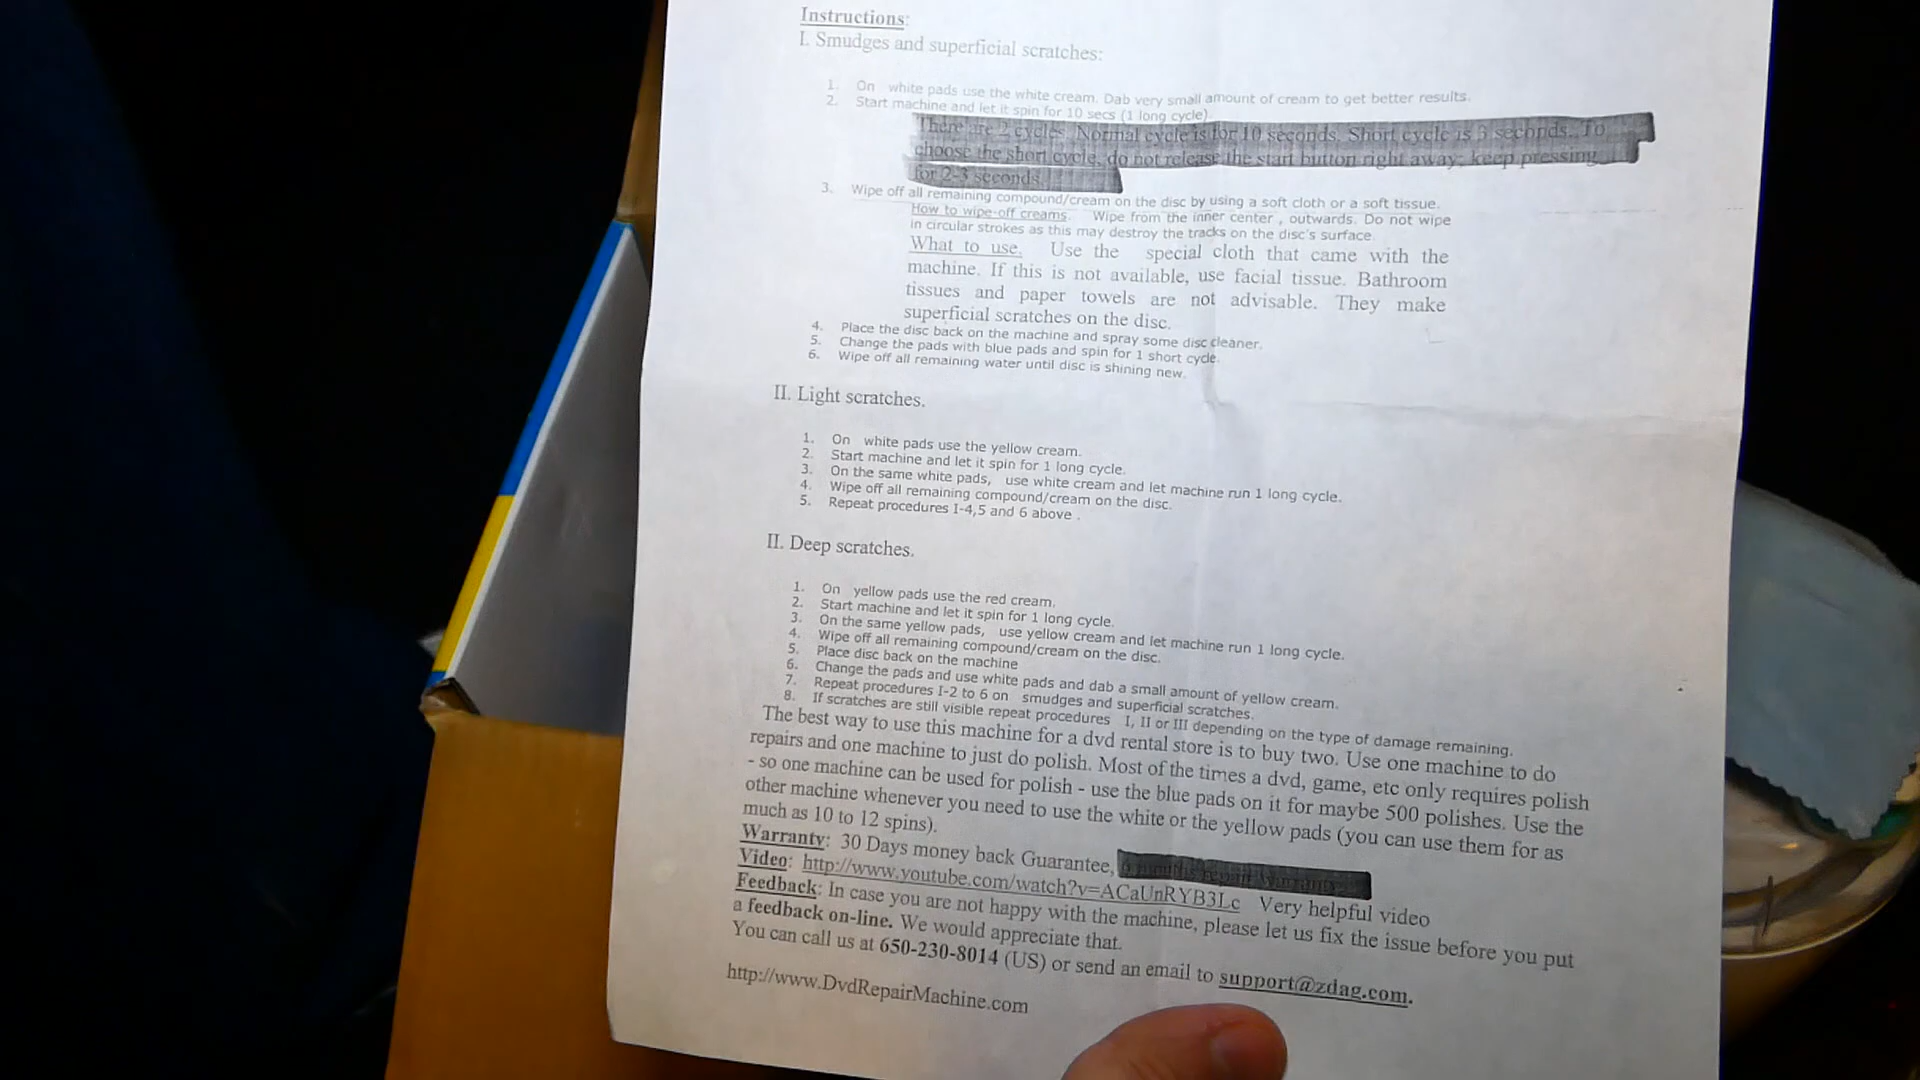 Instructions:
I. Smudges and superficial scratches:
1. On white pads use the white cream. Dab very small amount of cream to get better results.
2. Start machine and let it spin for 10 secs (1 long cycle)
There are 2 cycles. Normal cycle is for 10 seconds. Short cycle is 3 seconds. To
choose the short cycle, do not release the start button right away; keep pressing
for 2-3 seconds.
3. Wipe off all remaining compound/cream on the disc by using a soft cloth or a soft tissue.
How to wipe-off creams. Wipe from the inner center , outwards. Do not wipe
in circular strokes as this may destroy the tracks on the disc's surface.
What to use. Use the special cloth that came with the
machine. If this is not available, use facial tissue. Bathroom
tissues and paper towels are not advisable. They make
superficial scratches on the disc.
4. Place the disc back on the machine and spray some disc cleaner.
5. Change the pads with blue pads and spin for 1 short cycle.
6. Wipe off all remaining water until disc is shining new.
II. Light scratches.
1. On white pads use the yellow cream.
2. Start machine and let it spin for 1 long cycle.
3. On the same white pads, use white cream and let machine run 1 long cycle.
4. Wipe off all remaining compound/cream on the disc.
5. Repeat procedures I-4,5 and 6 above .
II. Deep scratches.
1. On yellow pads use the red cream.
2. Start machine and let it spin for 1 long cycle.
3. On the same yellow pads, use yellow cream and let machine run 1 long cycle.
4. Wipe off all remaining compound/cream on the disc.
5. Place disc back on the machine
6. Change the pads and use white pads and dab a small amount of yellow cream.
7. Repeat procedures I-2 to 6 on smudges and superficial scratches.
8. If scratches are still visible repeat procedures I, II or III depending on the type of damage remaining.
The best way to use this machine for a dvd rental store is to buy two. Use one machine to do
repairs and one machine to just do polish. Most of the times a dvd, game, etc only requires polish
- so one machine can be used for polish - use the blue pads on it for maybe 500 polishes. Use the
other machine whenever you need to use the white or the yellow pads (you can use them for as
much as 10 to 12 spins).
Warranty: 30 Days money back Guarantee, 6 months repair warranty.
Video: http://www.youtube.com/watch?v=ACaUnRYB3Lc Very helpful video
Feedback: In case you are not happy with the machine, please let us fix the issue before you put
a feedback on-line. We would appreciate that.
You can call us at 650-230-8014 (US) or send an email to support@zdag.com.
http://www.DvdRepairMachine.com